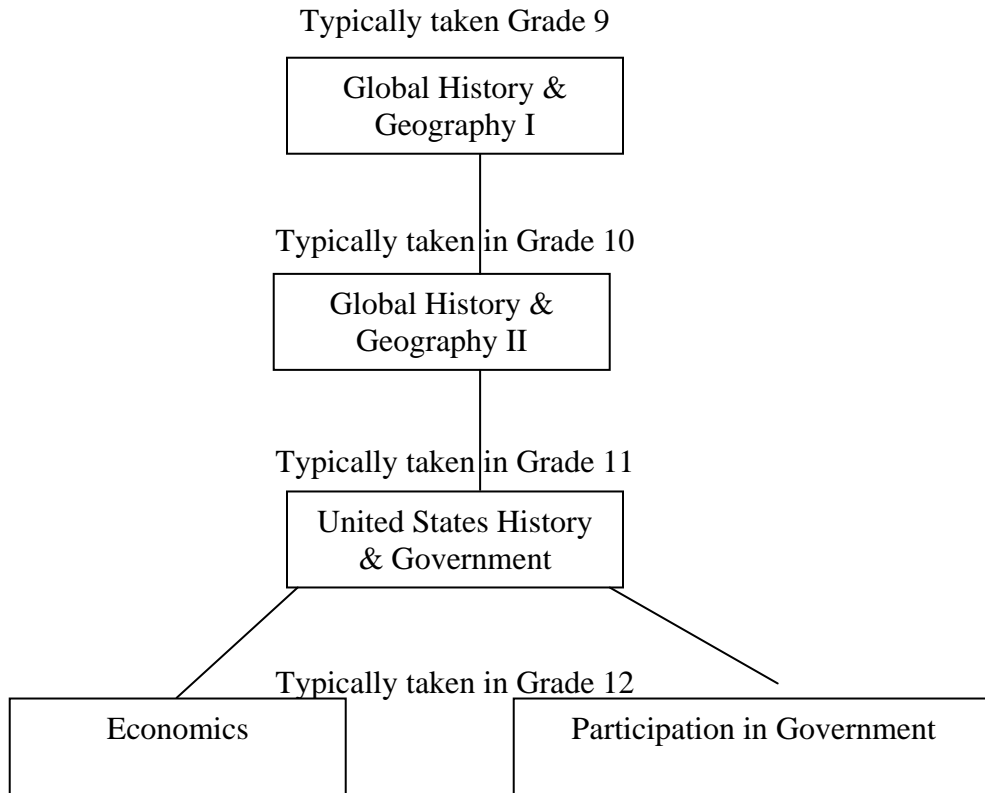 Typically taken Grade 9
Global History &
Geography I
Typically taken in Grade 10
Global History &
Geography II
Typically taken in Grade 11
United States History
& Government
Typically taken in Grade 12
Economics
Participation in Government